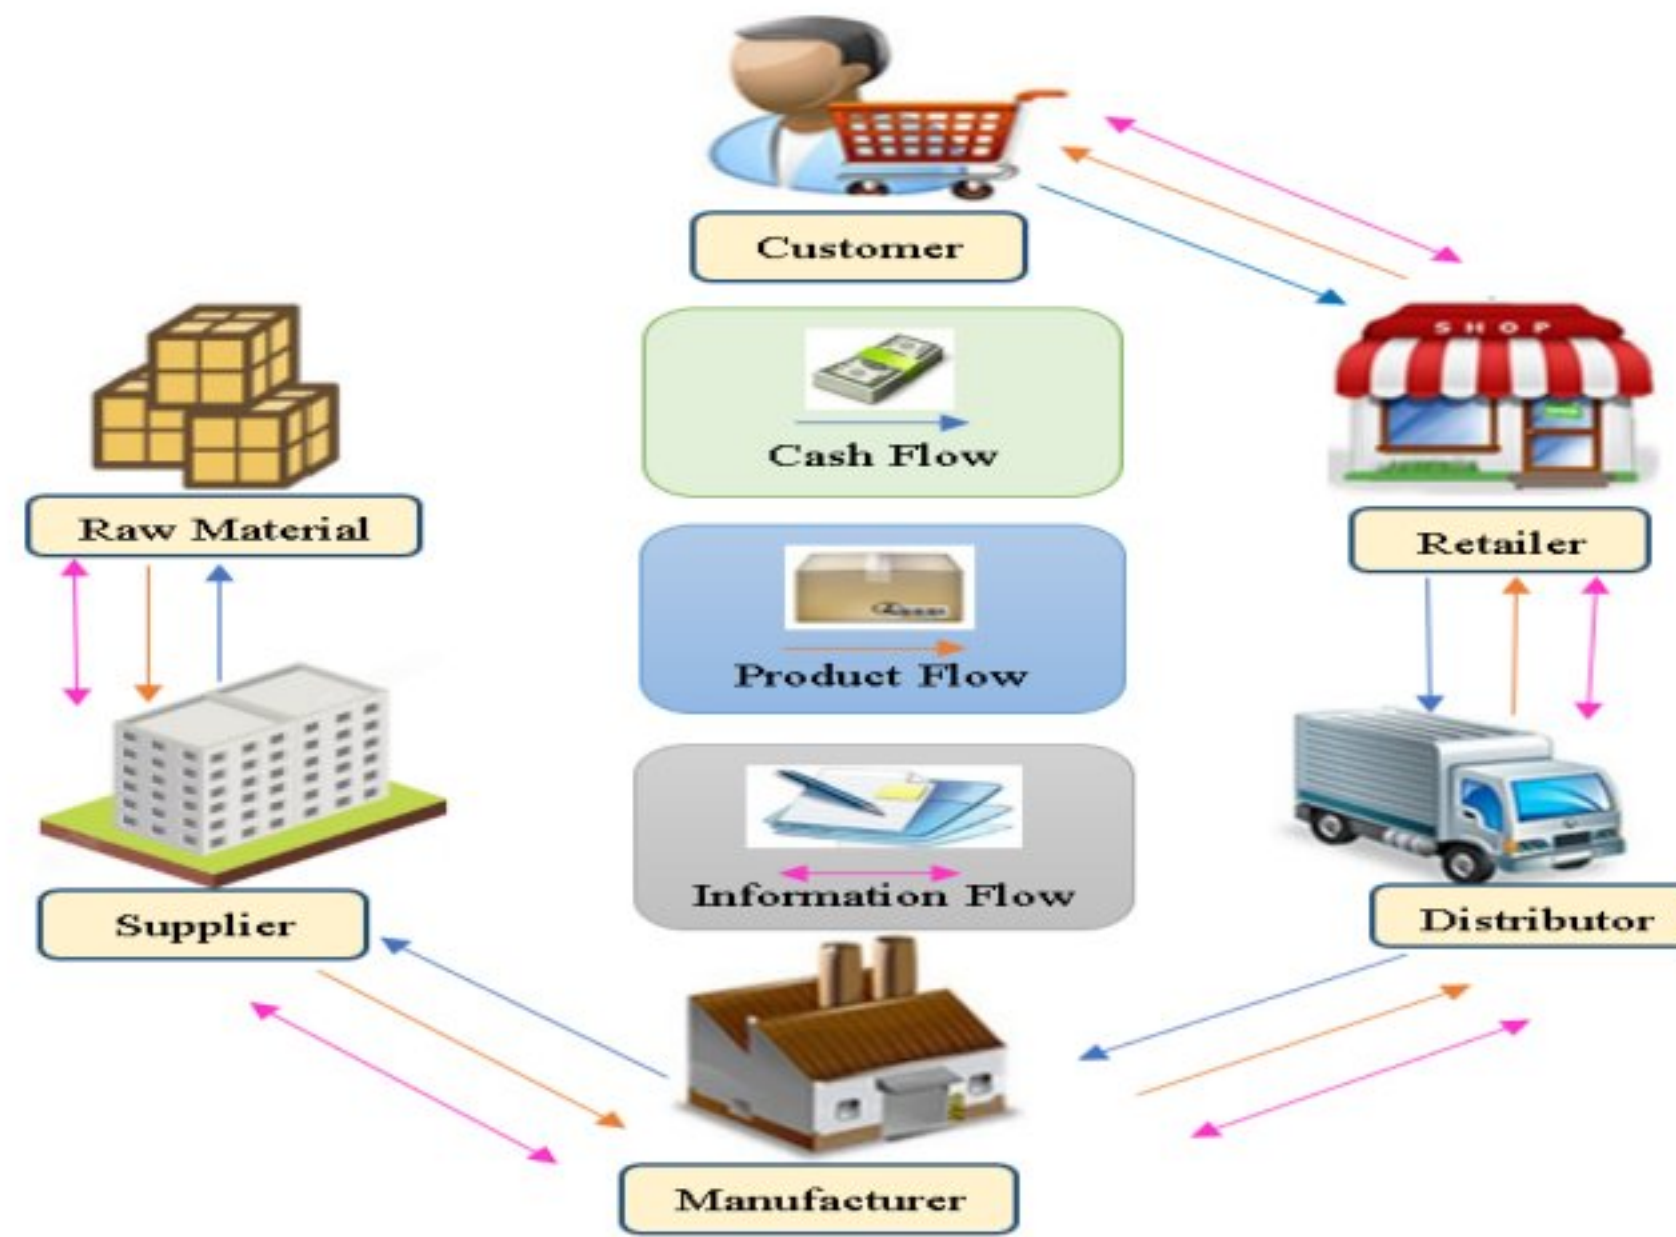 Customer
SHOP
Cash Flow
Raw Material
Retailer
Product Flow
Information Flow
Supplier
Distributor
Manufacturer